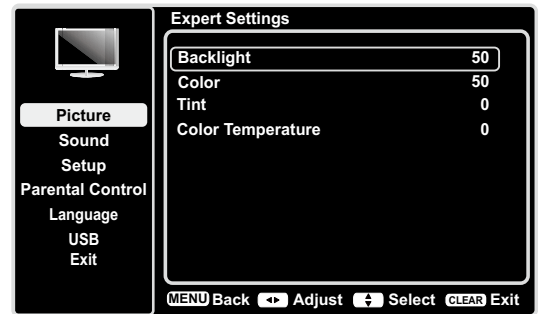 Expert Settings
Backlight 50
Color 50
Tint 0
Color Temperature 0
Picture
Sound
Setup
Parental Control
Language
USB
Exit
MENU Back Adjust Select CLEAR Exit